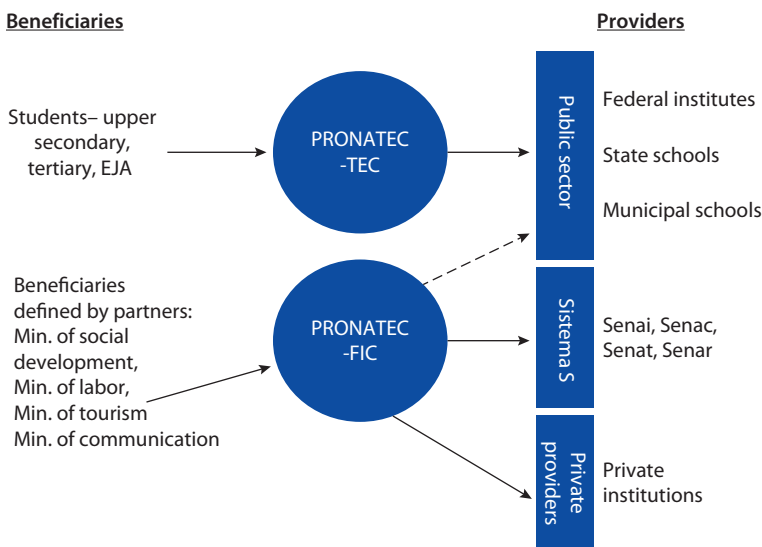 Beneficiaries
Providers
Students– upper
secondary,
tertiary, EJA
PRONATEC
-TEC
Public sector
Federal institutes
State schools
Municipal schools
Beneficiaries
defined by partners:
Min. of social
development,
Min. of labor,
Min. of tourism
Min. of communication
PRONATEC
-FIC
Sistema S
Senai, Senac,
Senat, Senar
Private
providers
Private
institutions